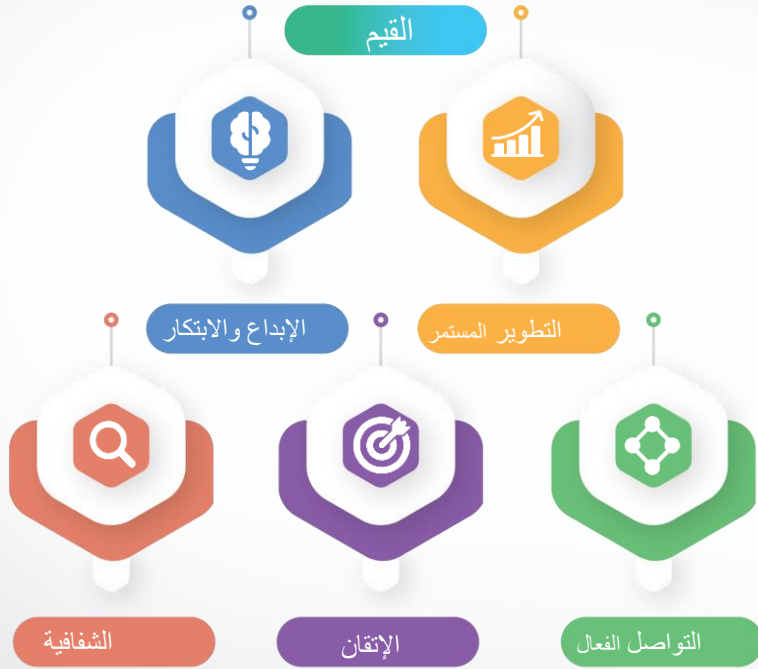 القيم
التطوير المستمر
الإبداع والابتكار
التواصل الفعال
الإتقان
الشفافية